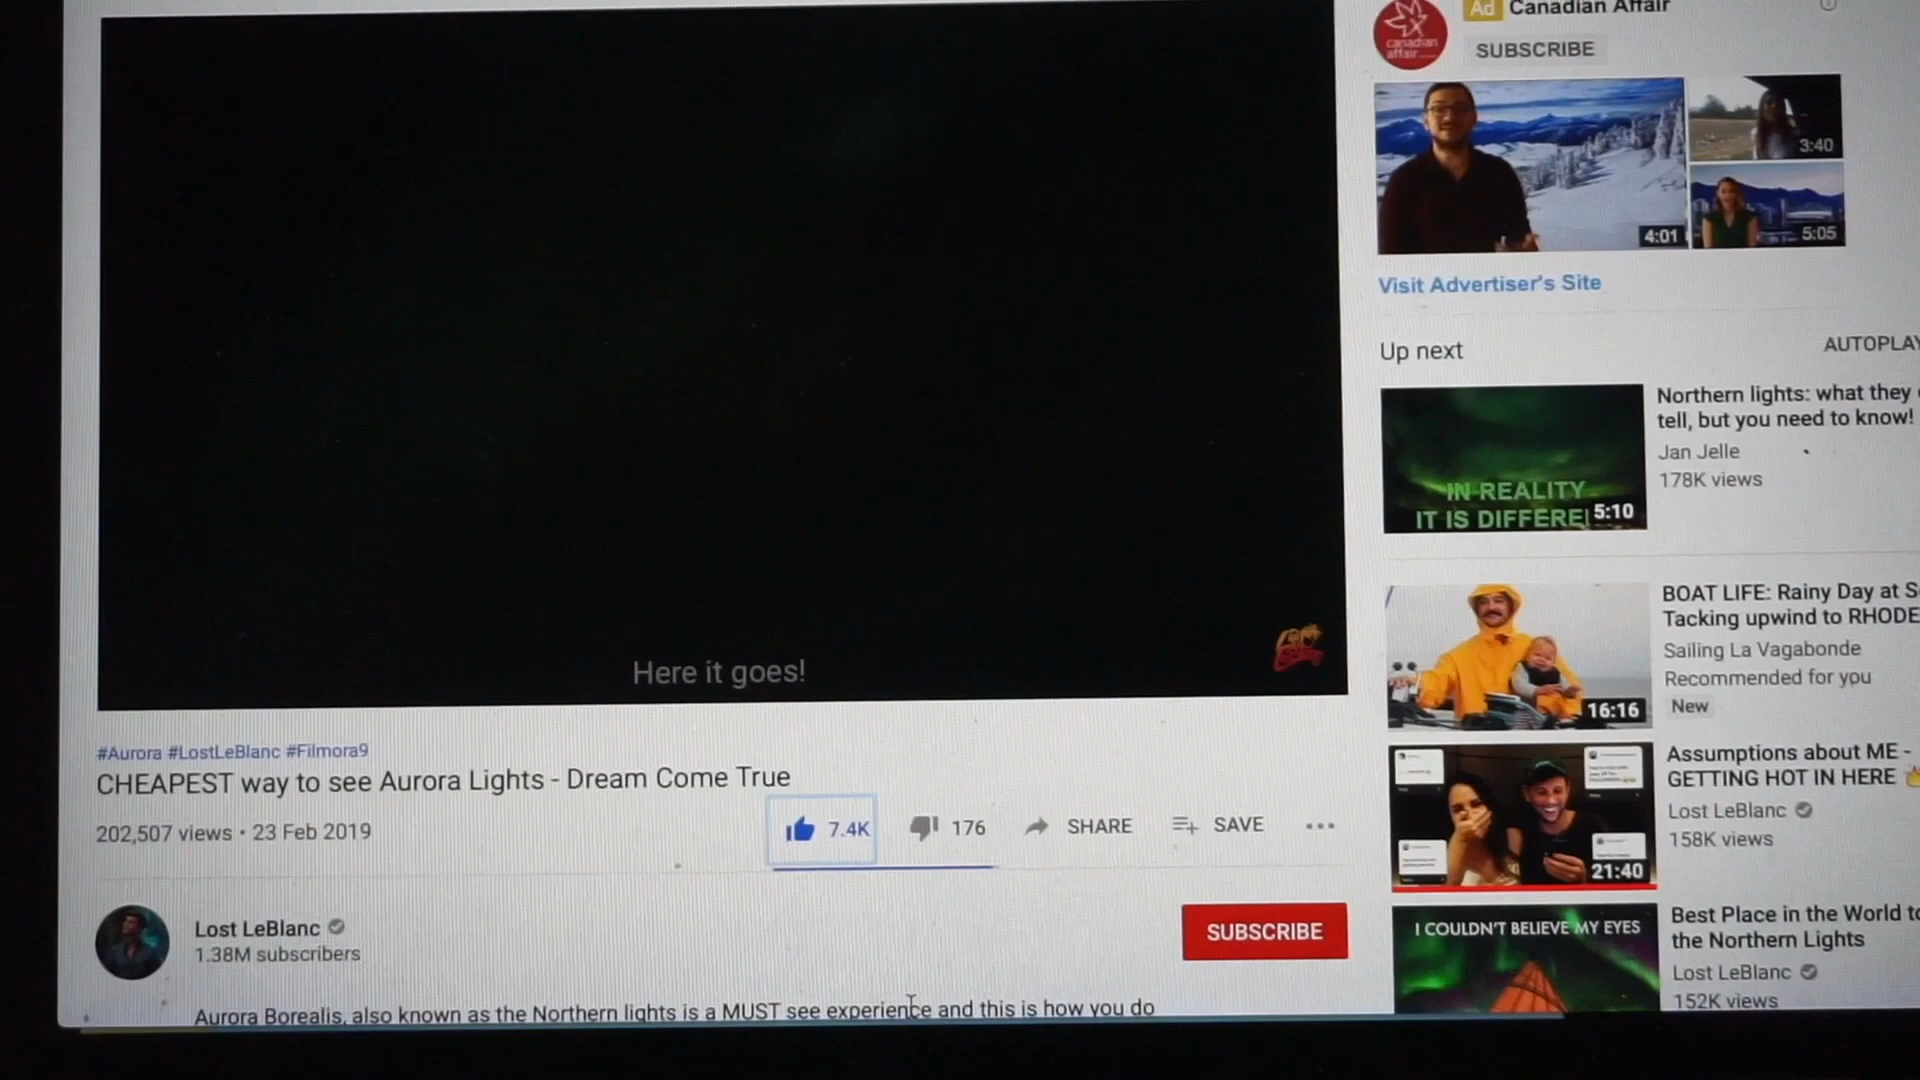 Here it goes!
#Aurora #LostLeBlanc #Filmora9
CHEAPEST way to see Aurora Lights - Dream Come True
202,507 views • 23 Feb 2019
7.4K
176
SHARE
SAVE
Lost LeBlanc
1.38M subscribers
SUBSCRIBE
Aurora Borealis, also known as the Northern lights is a MUST see experience and this is how you do
Ad Canadian Affair
canadian
affair
SUBSCRIBE
4:01
3:40
5:05
Visit Advertiser's Site
Up next
AUTOPLAY
IN REALITY
IT IS DIFFERE
5:10
Northern lights: what they
tell, but you need to know!
Jan Jelle
178K views
16:16
BOAT LIFE: Rainy Day at S
Tacking upwind to RHODE
Sailing La Vagabonde
Recommended for you
New
21:40
Assumptions about ME -
GETTING HOT IN HERE
Lost LeBlanc
158K views
I COULDN'T BELIEVE MY EYES
Best Place in the World to
the Northern Lights
Lost LeBlanc
152K views